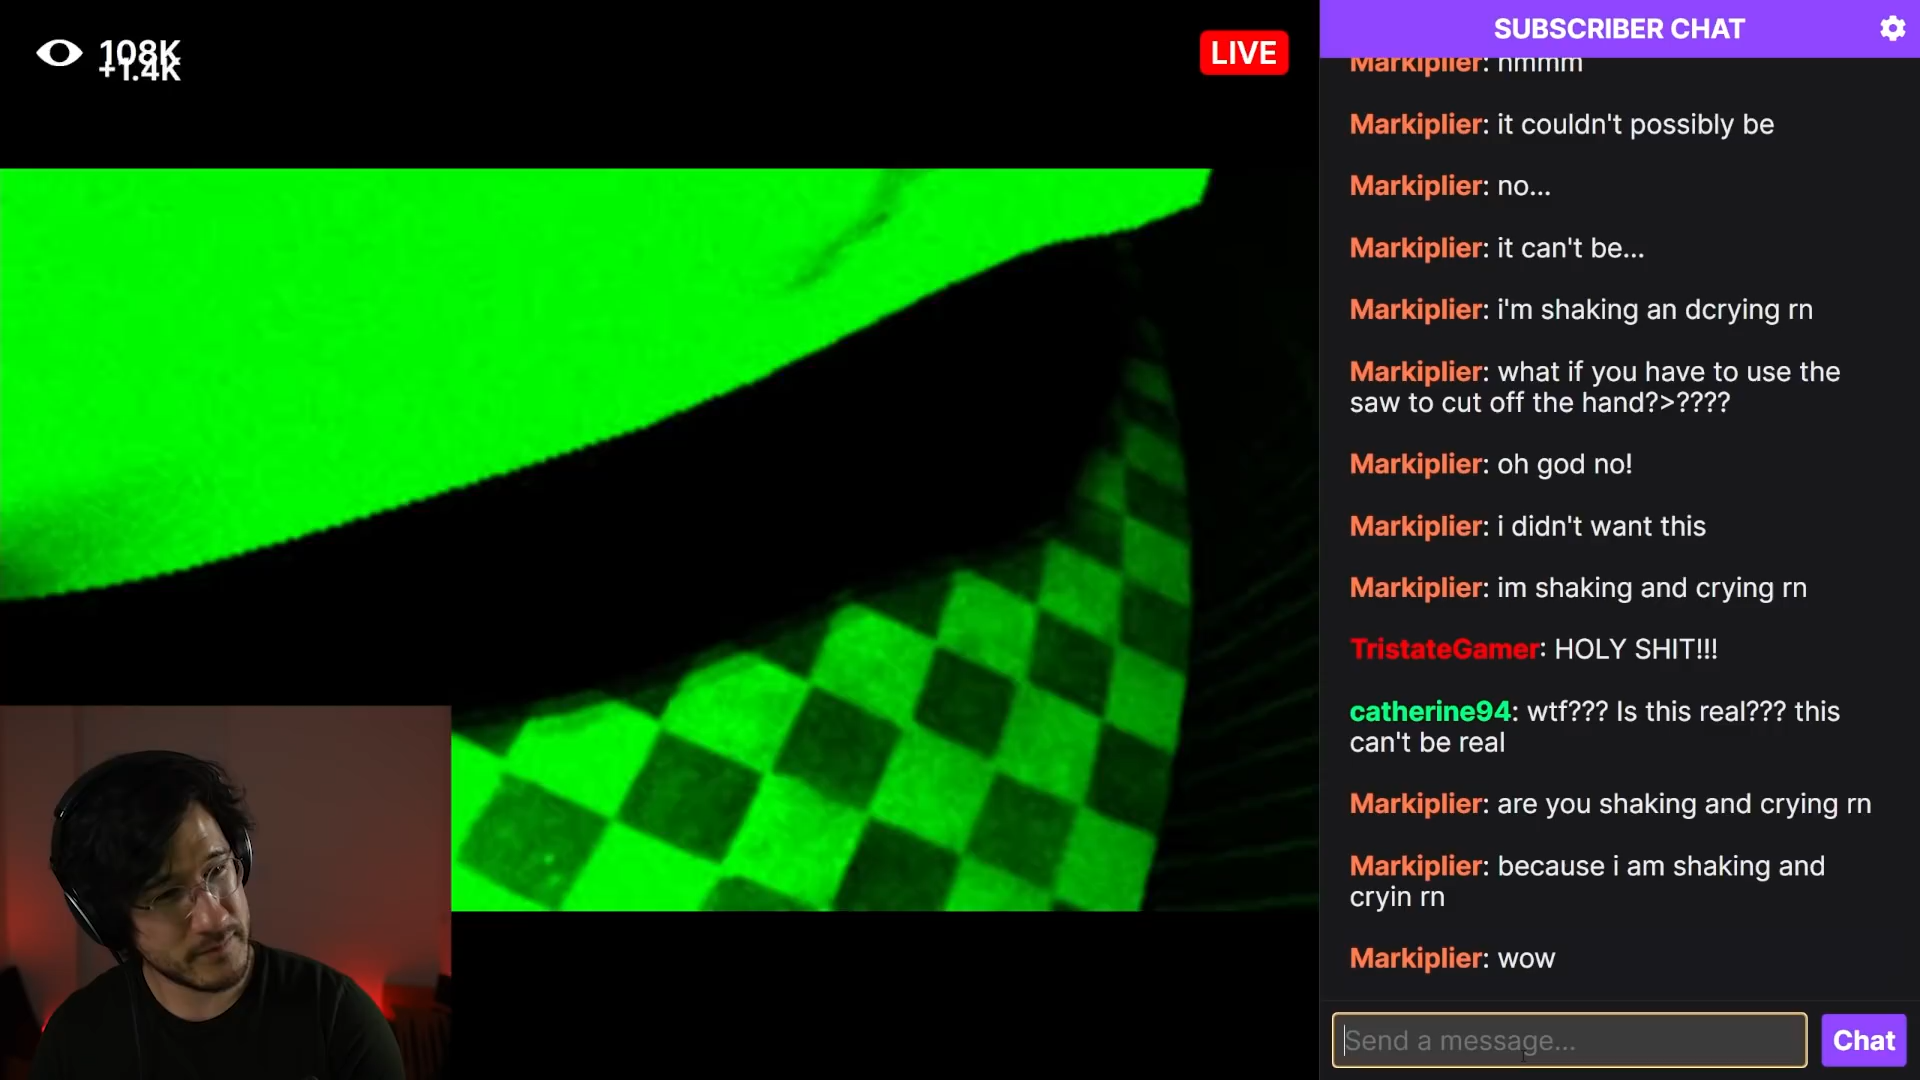 108K
+1.4K
LIVE
SUBSCRIBER CHAT
Markiplier: hmmm
Markiplier: it couldn't possibly be
Markiplier: no...
Markiplier: it can't be...
Markiplier: i'm shaking an dcrying rn
Markiplier: what if you have to use the
saw to cut off the hand?>????
Markiplier: oh god no!
Markiplier: i didn't want this
Markiplier: im shaking and crying rn
TristateGamer: HOLY SHIT!!!
catherine94: wtf??? Is this real??? this
can't be real
Markiplier: are you shaking and crying rn
Markiplier: because i am shaking and
cryin rn
Markiplier: wow
Send a message...
Chat